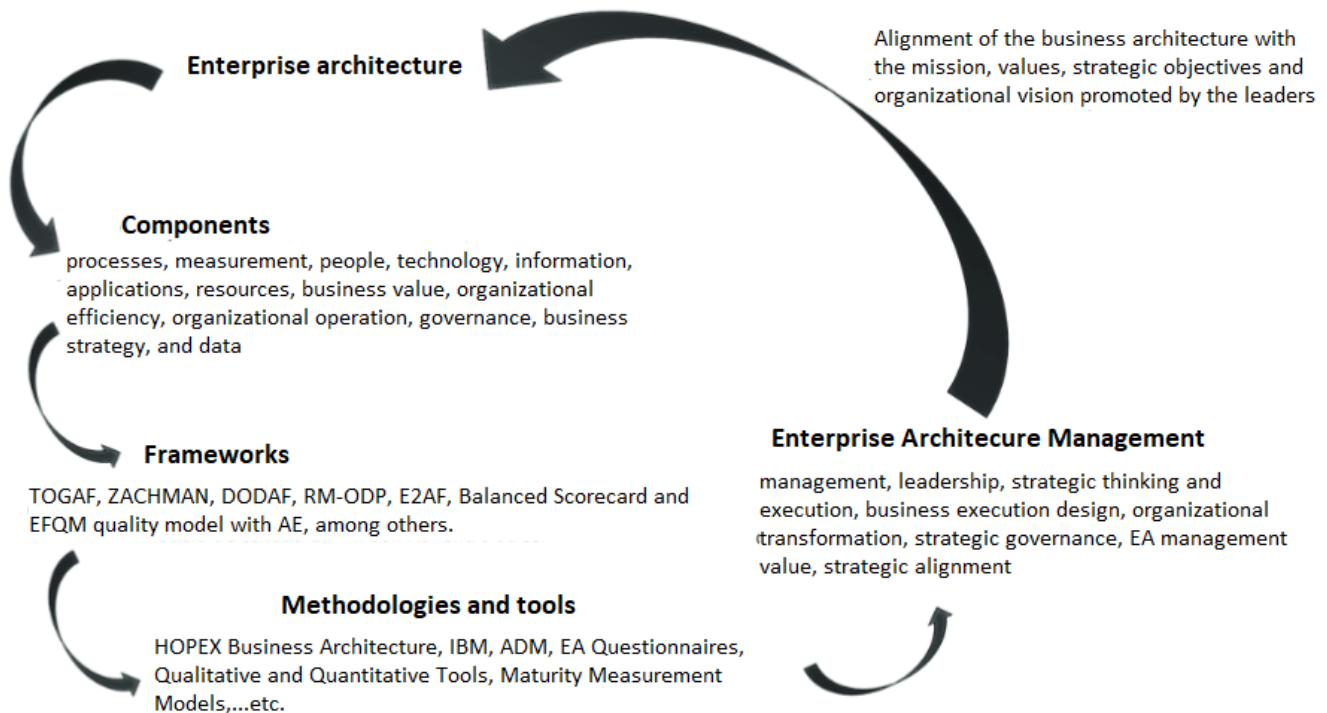 Enterprise architecture
Alignment of the business architecture with
the mission, values, strategic objectives and
organizational vision promoted by the leaders
Components
processes, measurement, people, technology, information,
applications, resources, business value, organizational
efficiency, organizational operation, governance, business
strategy, and data
Frameworks
TOGAF, ZACHMAN, DODAF, RM-ODP, E2AF, Balanced Scorecard and
EFQM quality model with AE, among others.
Methodologies and tools
HOPEX Business Architecture, IBM, ADM, EA Questionnaires,
Qualitative and Quantitative Tools, Maturity Measurement
Models,...etc.
Enterprise Architecure Management
management, leadership, strategic thinking and
execution, business execution design, organizational
transformation, strategic governance, EA management
value, strategic alignment